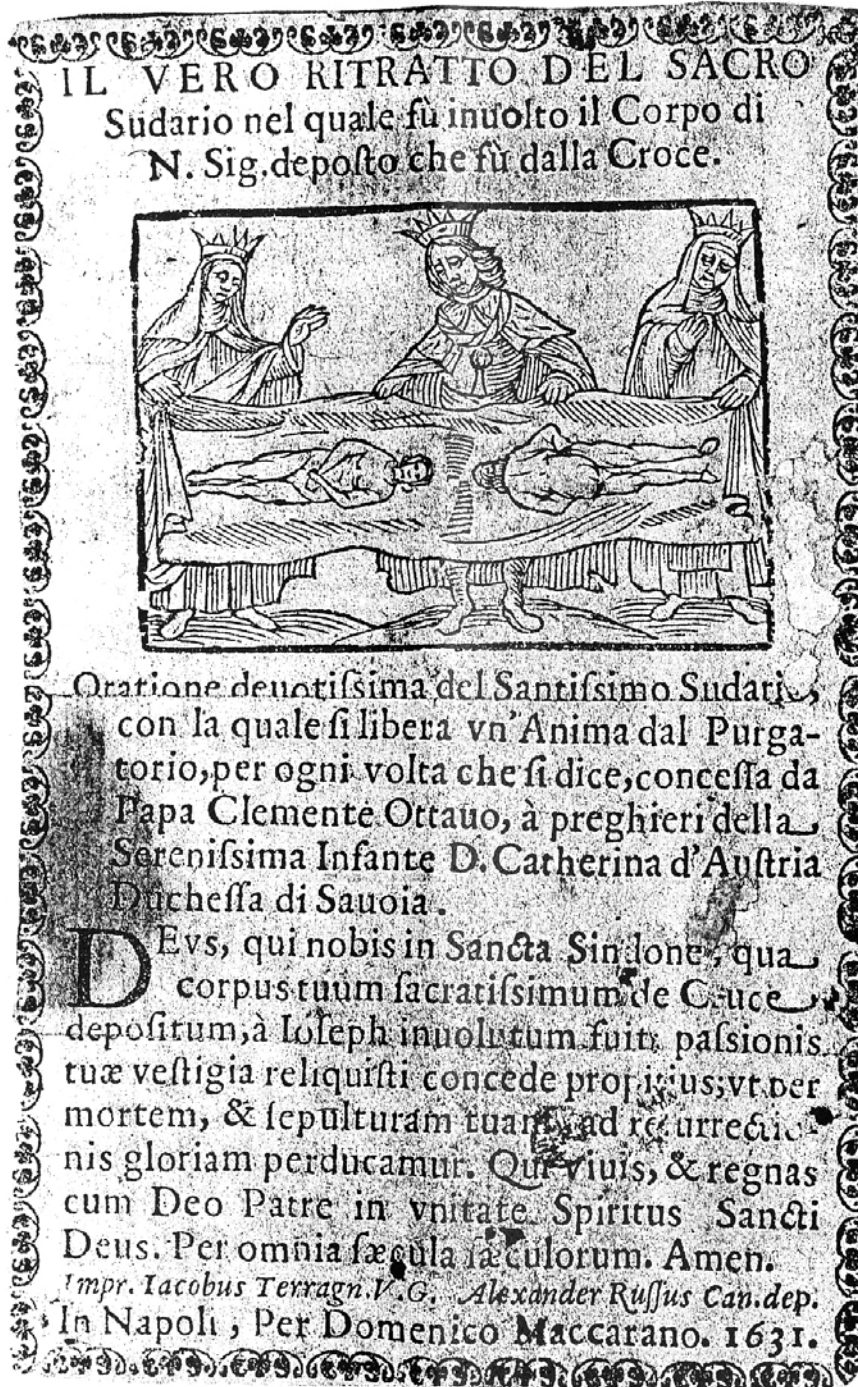 IL VERO RITRATTO DEL SACRO
Sudario nel quale fù inuolto il Corpo di
N. Sig. depoſto che fù dalla Croce.
Oratione deuotiſsima del Santiſsimo Sudario,
con la quale ſi libera vn'Anima dal Purga-
torio, per ogni volta che ſi dice, conceſſa da
Papa Clemente Ottauo, à preghieri della
Sereniſsima Infante D. Catherina d'Auſtria
Ducheſſa di Sauoia.
DEVS, qui nobis in Sancta Sindone, qua
corpus tuum ſacratiſsimum de Cruce
depoſitum, à Ioſeph inuolutum fuit, paſsionis
tuæ veſtigia reliquiſti concede propitius; vt per
mortem, & ſepulturam tuam, ad reſurrectio-
nis gloriam perducamur. Qui viuis, & regnas
cum Deo Patre in vnitate Spiritus Sancti
Deus. Per omnia ſæcula ſæculorum. Amen.
Impr. Iacobus Terragn. V.G. Alexander Ruſſus Can. dep.
In Napoli, Per Domenico Maccarano. 1631.